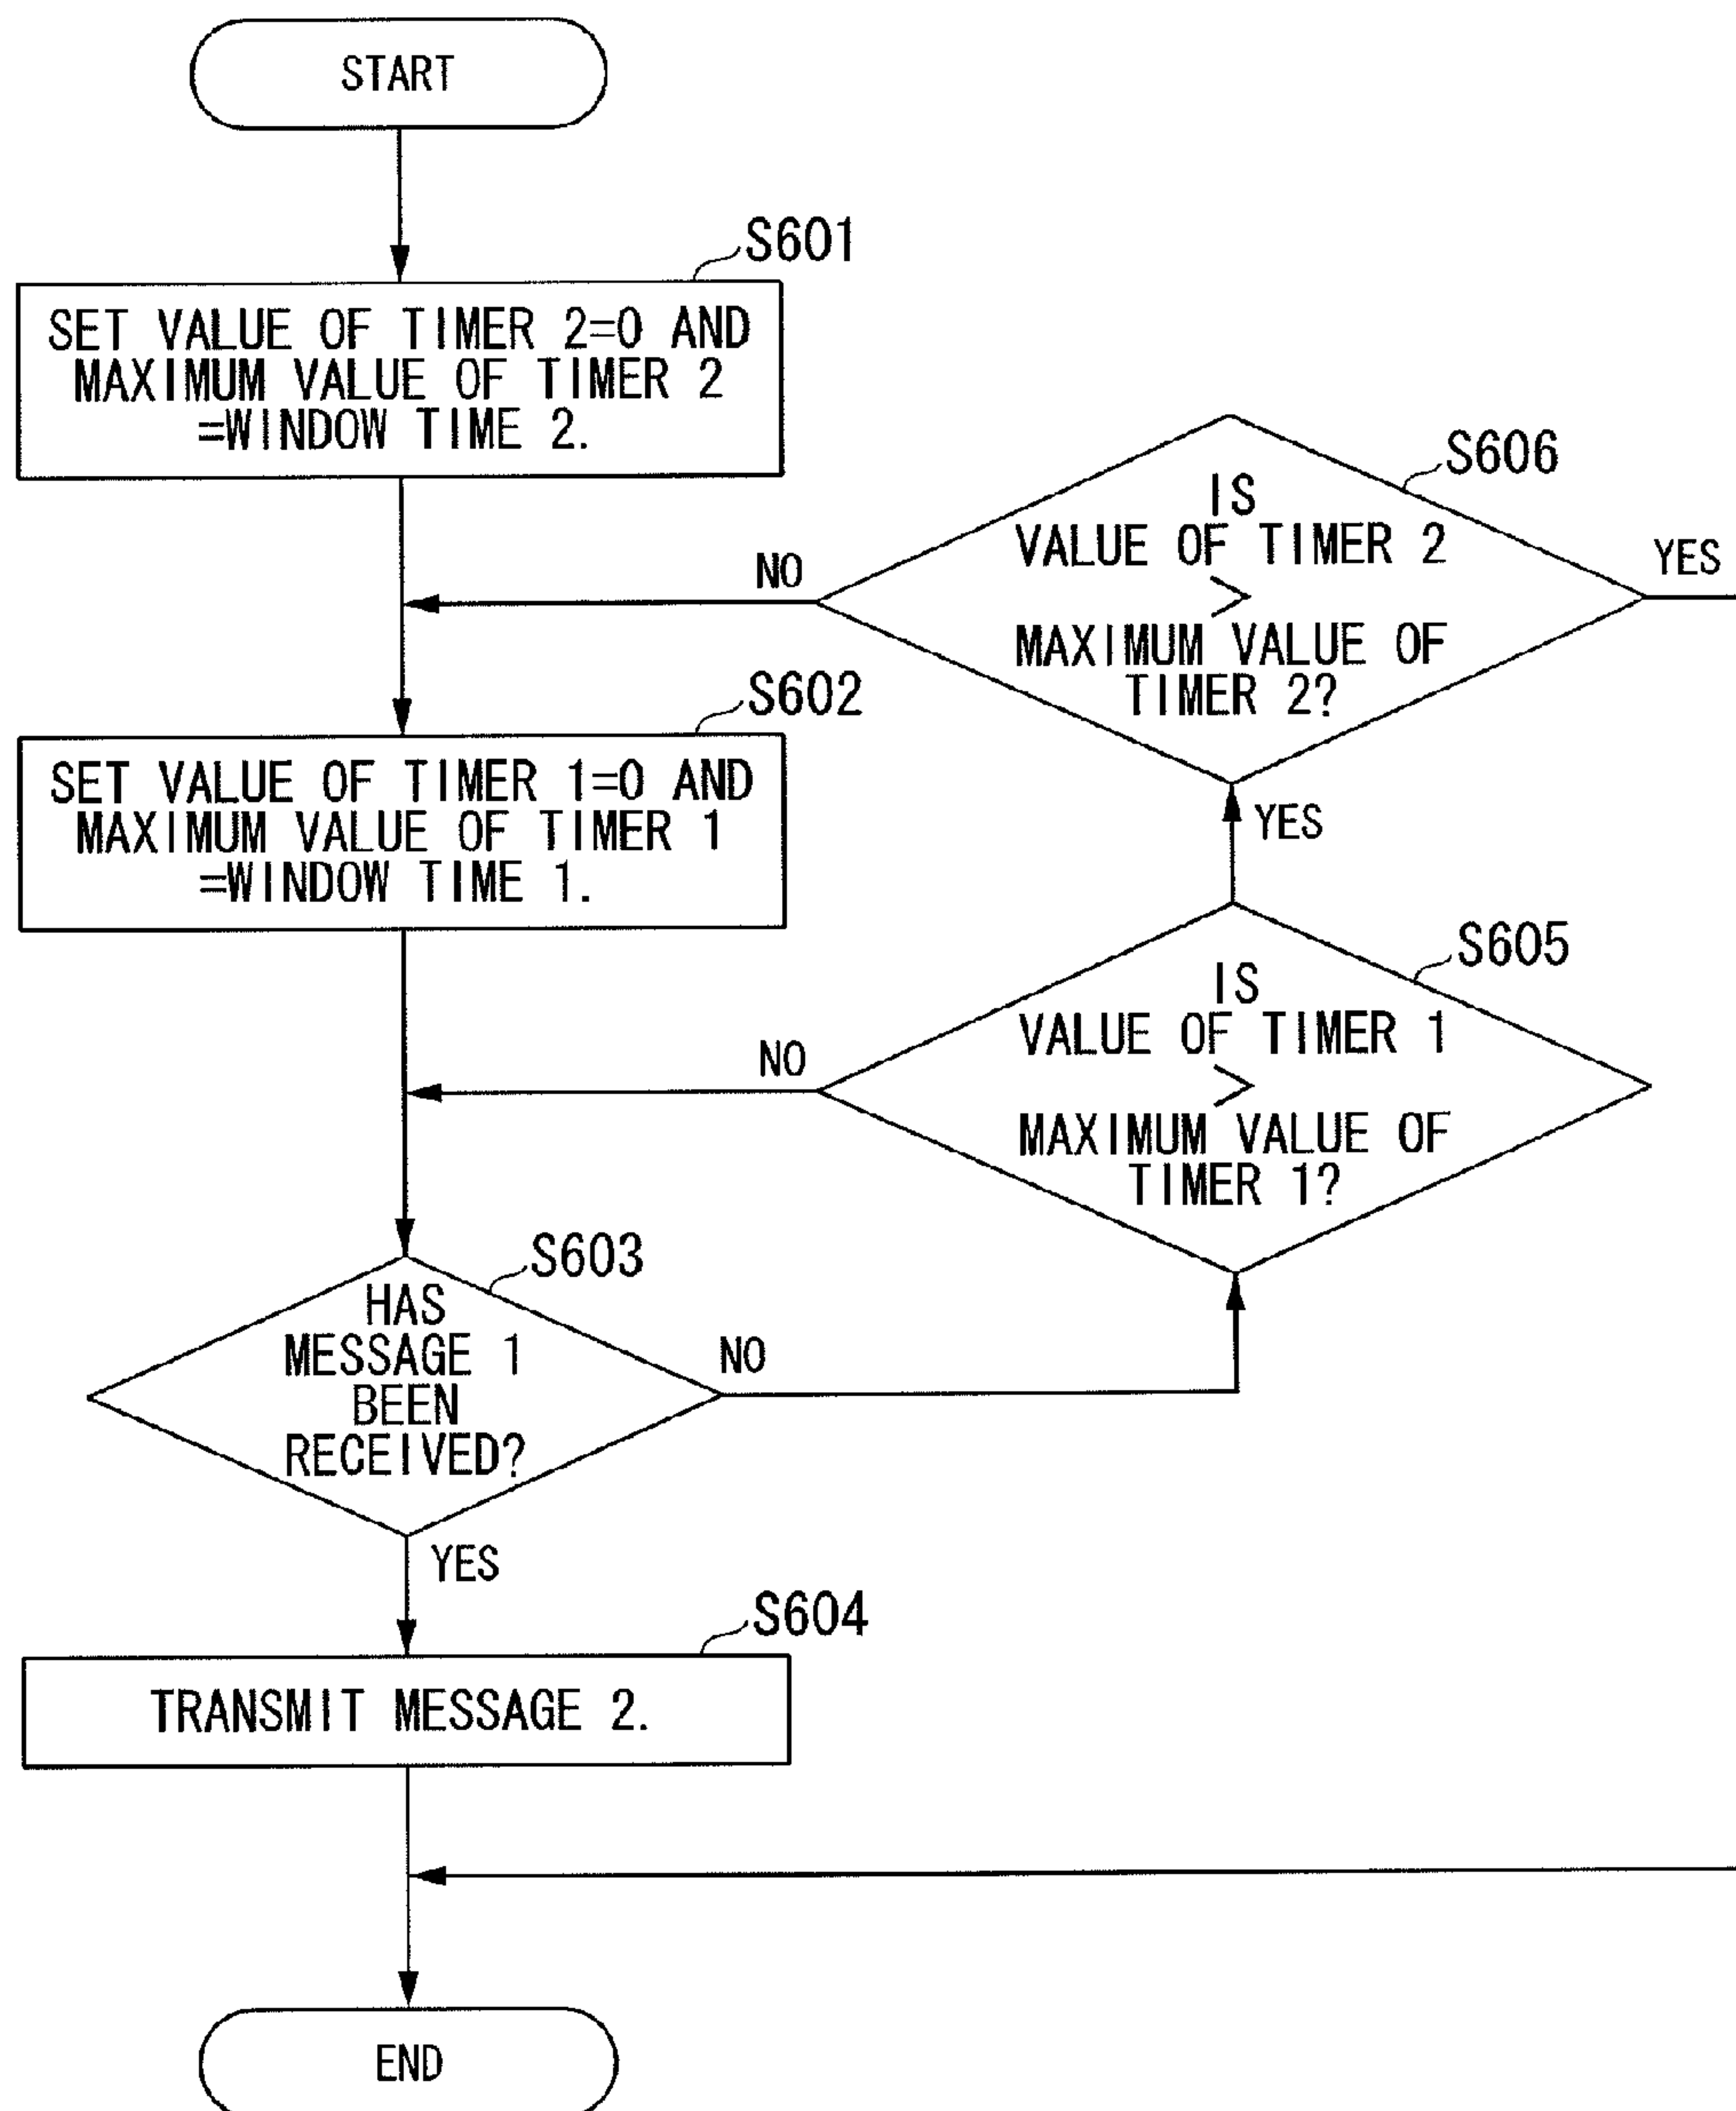 START
S601
SET VALUE OF TIMER 2=0 AND
MAXIMUM VALUE OF TIMER 2
=WINDOW TIME 2.
S606
IS
VALUE OF TIMER 2
>
MAXIMUM VALUE OF
TIMER 2?
NO
YES
S602
SET VALUE OF TIMER 1=0 AND
MAXIMUM VALUE OF TIMER 1
=WINDOW TIME 1.
YES
S605
IS
VALUE OF TIMER 1
>
MAXIMUM VALUE OF
TIMER 1?
NO
S603
HAS
MESSAGE 1
BEEN
RECEIVED?
NO
YES
S604
TRANSMIT MESSAGE 2.
END